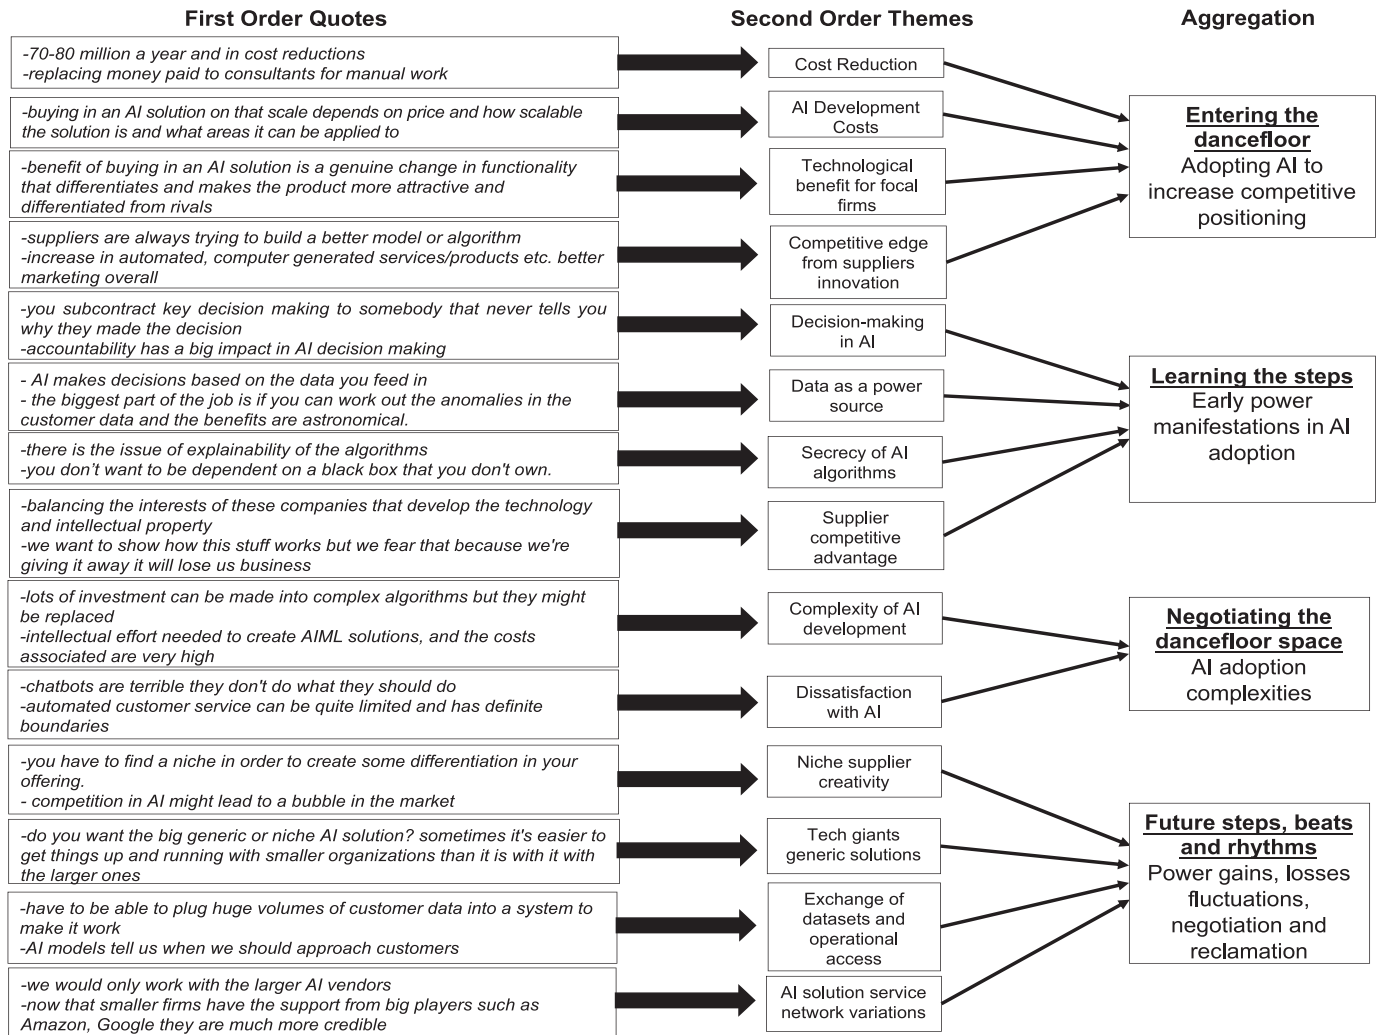 First Order Quotes
Second Order Themes
Aggregation
-70-80 million a year and in cost reductions
-replacing money paid to consultants for manual work
Cost Reduction
-buying in an AI solution on that scale depends on price and how scalable
the solution is and what areas it can be applied to
AI Development
Costs
-benefit of buying in an AI solution is a genuine change in functionality
that differentiates and makes the product more attractive and
differentiated from rivals
Technological
benefit for focal
firms
-suppliers are always trying to build a better model or algorithm
-increase in automated, computer generated services/products etc. better
marketing overall
Competitive edge
from suppliers
innovation
Entering the
dancefloor
Adopting AI to
increase competitive
positioning
-you subcontract key decision making to somebody that never tells you
why they made the decision
-accountability has a big impact in AI decision making
Decision-making
in AI
- AI makes decisions based on the data you feed in
- the biggest part of the job is if you can work out the anomalies in the
customer data and the benefits are astronomical.
Data as a power
source
-there is the issue of explainability of the algorithms
-you don’t want to be dependent on a black box that you don't own.
Secrecy of AI
algorithms
-balancing the interests of these companies that develop the technology
and intellectual property
-we want to show how this stuff works but we fear that because we're
giving it away it will lose us business
Supplier
competitive
advantage
Learning the steps
Early power
manifestations in AI
adoption
-lots of investment can be made into complex algorithms but they might
be replaced
-intellectual effort needed to create AIML solutions, and the costs
associated are very high
Complexity of AI
development
-chatbots are terrible they don't do what they should do
-automated customer service can be quite limited and has definite
boundaries
Dissatisfaction
with AI
Negotiating the
dancefloor space
AI adoption
complexities
-you have to find a niche in order to create some differentiation in your
offering.
- competition in AI might lead to a bubble in the market
Niche supplier
creativity
-do you want the big generic or niche AI solution? sometimes it's easier to
get things up and running with smaller organizations than it is with it with
the larger ones
Tech giants
generic solutions
-have to be able to plug huge volumes of customer data into a system to
make it work
-AI models tell us when we should approach customers
Exchange of
datasets and
operational
access
-we would only work with the larger AI vendors
-now that smaller firms have the support from big players such as
Amazon, Google they are much more credible
AI solution service
network variations
Future steps, beats
and rhythms
Power gains, losses
fluctuations,
negotiation and
reclamation